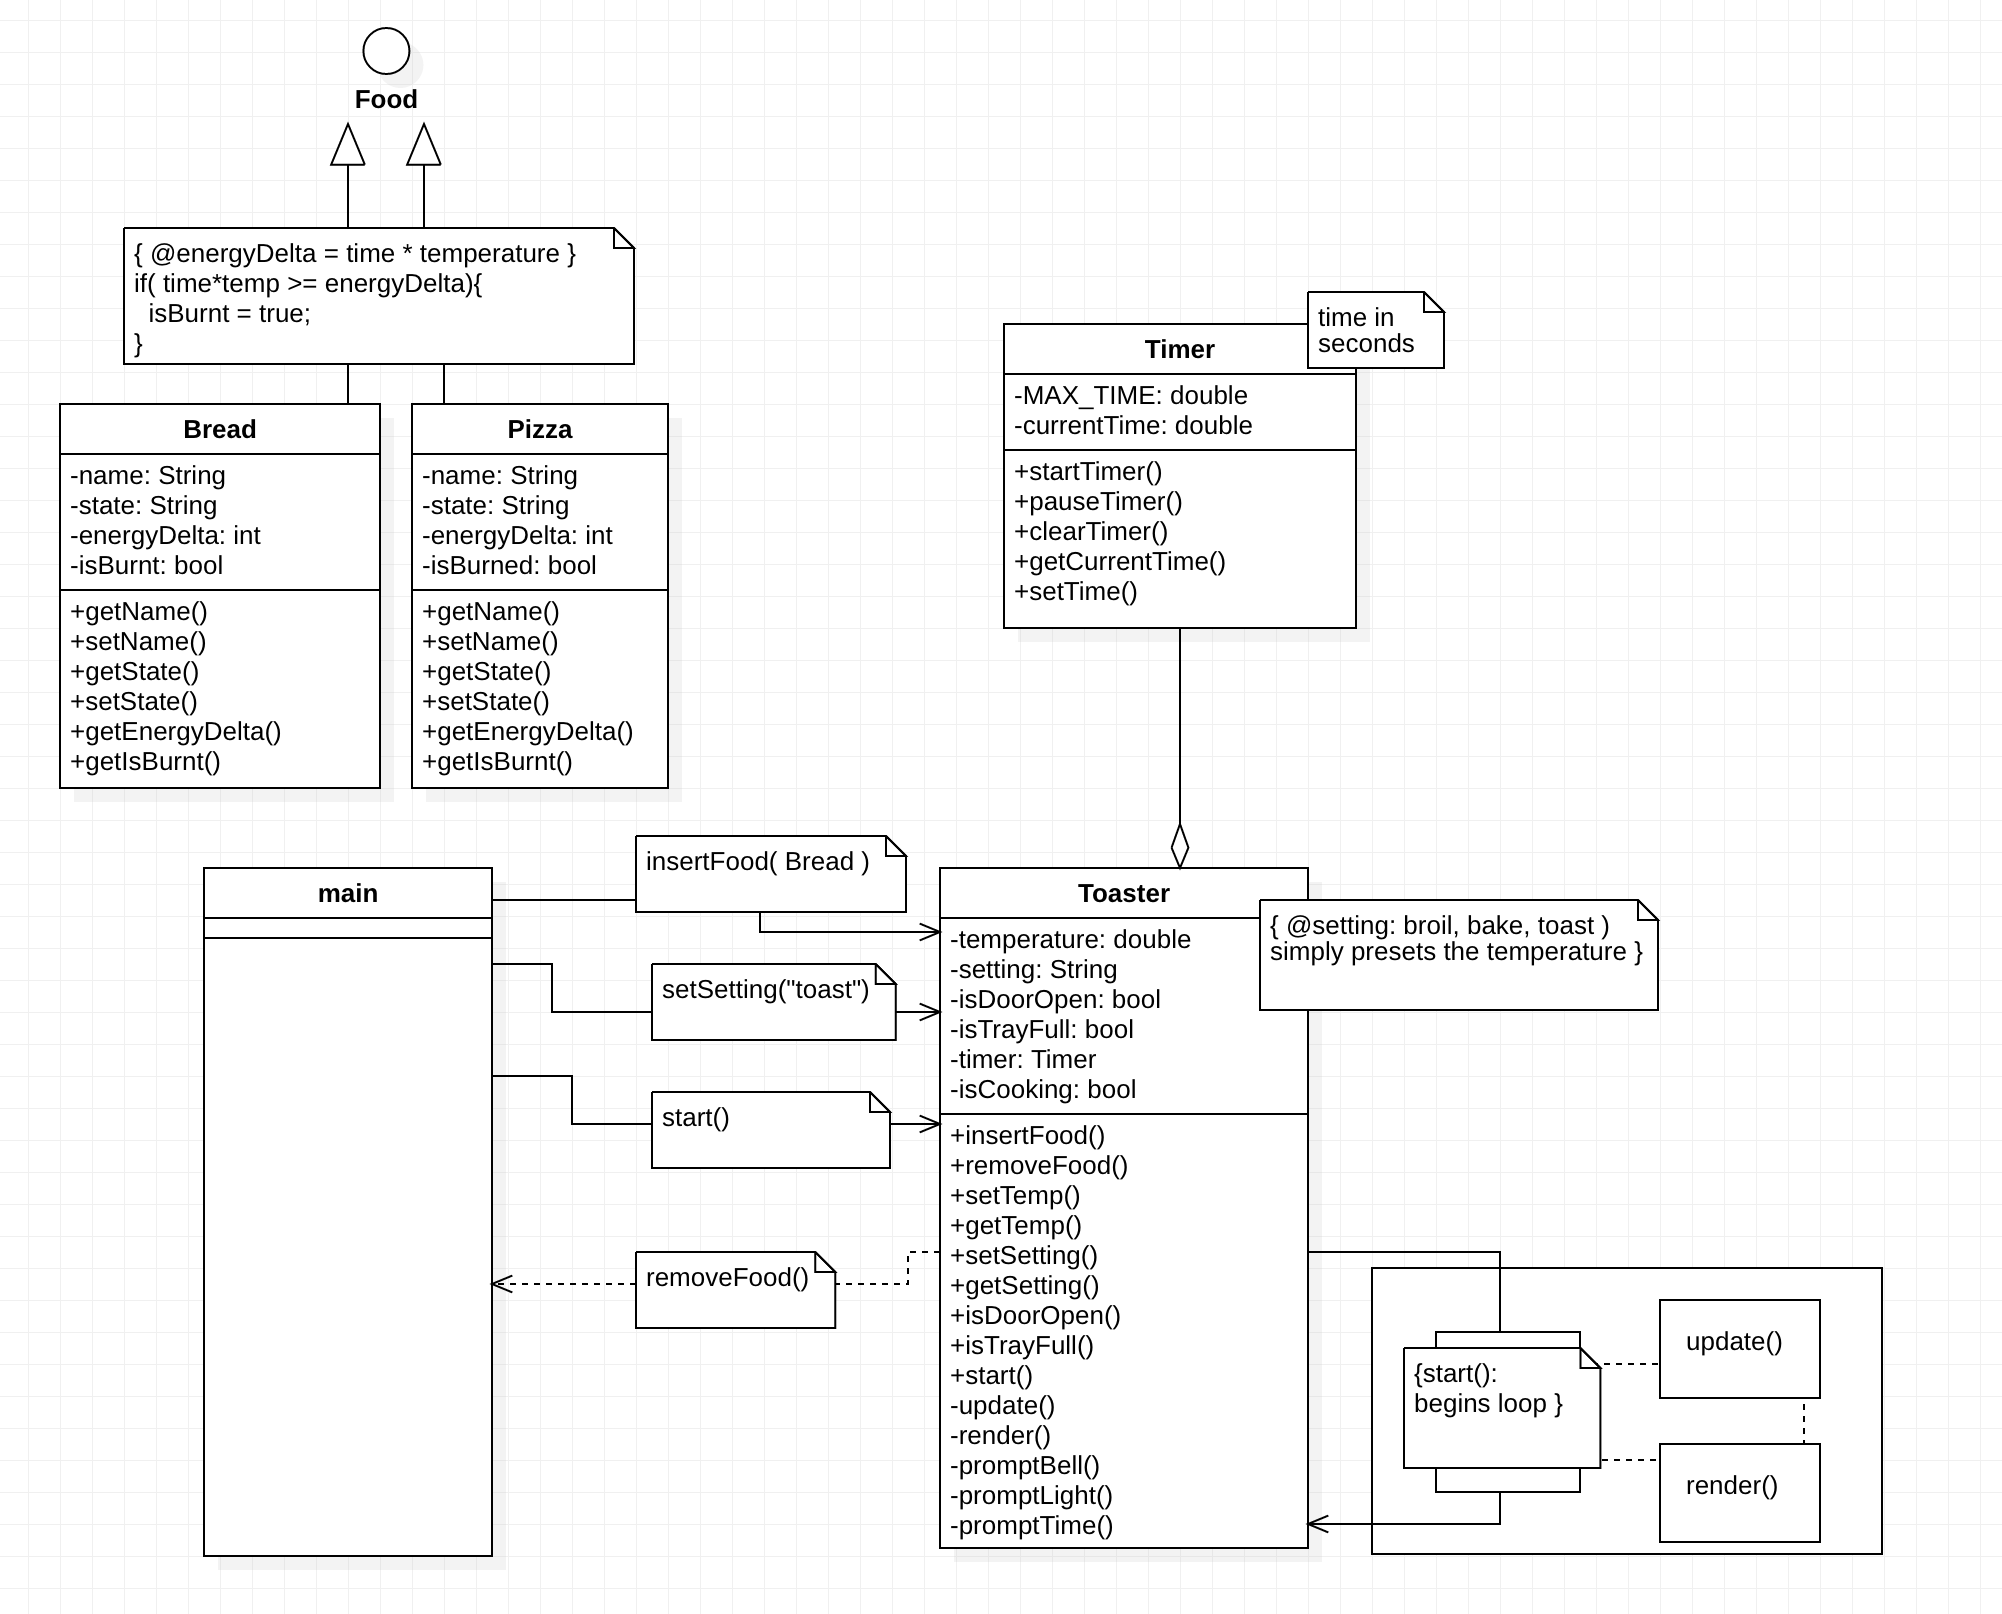 Food
{ @energyDelta = time * temperature }
if( time*temp >= energyDelta){
isBurnt = true;
}
Bread
-name: String
-state: String
-energyDelta: int
-isBurnt: bool
+getName()
+setName()
+getState()
+setState()
+getEnergyDelta()
+getIsBurnt()
Pizza
-name: String
-state: String
-energyDelta: int
-isBurned: bool
+getName()
+setName()
+getState()
+setState()
+getEnergyDelta()
+getIsBurnt()
time in
seconds
Timer
-MAX_TIME: double
-currentTime: double
+startTimer()
+pauseTimer()
+clearTimer()
+getCurrentTime()
+setTime()
main
insertFood( Bread )
setSetting("toast")
start()
removeFood()
Toaster
-temperature: double
-setting: String
-isDoorOpen: bool
-isTrayFull: bool
-timer: Timer
-isCooking: bool
+insertFood()
+removeFood()
+setTemp()
+getTemp()
+setSetting()
+getSetting()
+isDoorOpen()
+isTrayFull()
+start()
-update()
-render()
-promptBell()
-promptLight()
-promptTime()
{ @setting: broil, bake, toast )
simply presets the temperature }
{start():
begins loop }
update()
render()